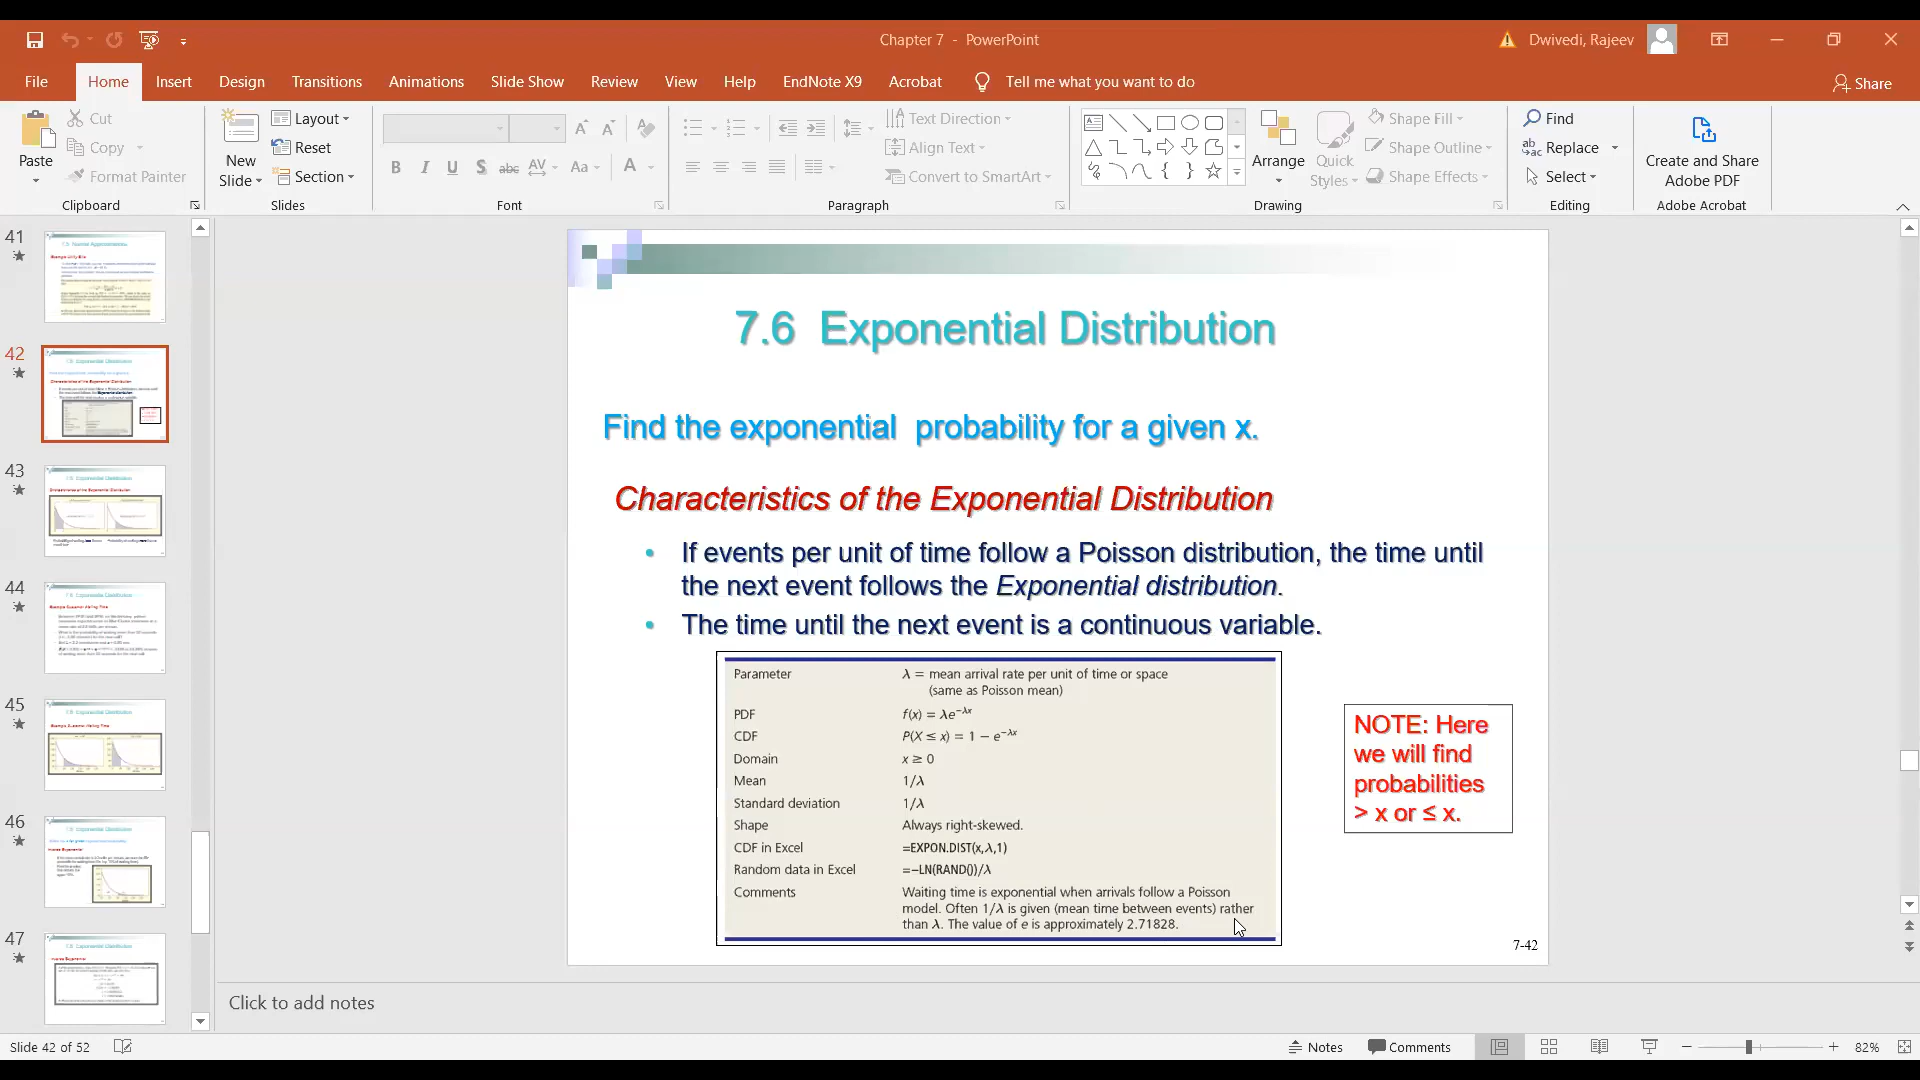 Chapter 7 - PowerPoint
Dwivedi, Rajeev
File Home Insert Design Transitions Animations Slide Show Review View Help EndNote X9 Acrobat Tell me what you want to do Share
Paste
Cut
Copy
Format Painter
Clipboard
New
Slide
Layout
Reset
Section
Slides
B I U S abc AV Aa A
Font
Text Direction
Align Text
Convert to SmartArt
Paragraph
Arrange
Quick
Styles
Shape Fill
Shape Outline
Shape Effects
Drawing
Find
Replace
Select
Editing
Create and Share
Adobe PDF
Adobe Acrobat
41
42
43
44
45
46
47
7.6 Exponential Distribution
Find the exponential probability for a given x.
Characteristics of the Exponential Distribution
• If events per unit of time follow a Poisson distribution, the time until
the next event follows the Exponential distribution.
• The time until the next event is a continuous variable.
Parameter λ = mean arrival rate per unit of time or space
(same as Poisson mean)
PDF f(x) = λe⁻λx
CDF P(X ≤ x) = 1 − e⁻λx
Domain x ≥ 0
Mean 1/λ
Standard deviation 1/λ
Shape Always right-skewed.
CDF in Excel =EXPON.DIST(x,λ,1)
Random data in Excel =−LN(RAND())/λ
Comments Waiting time is exponential when arrivals follow a Poisson
model. Often 1/λ is given (mean time between events) rather
than λ. The value of e is approximately 2.71828.
NOTE: Here
we will find
probabilities
> x or ≤ x.
7-42
Click to add notes
Slide 42 of 52
Notes Comments 82%